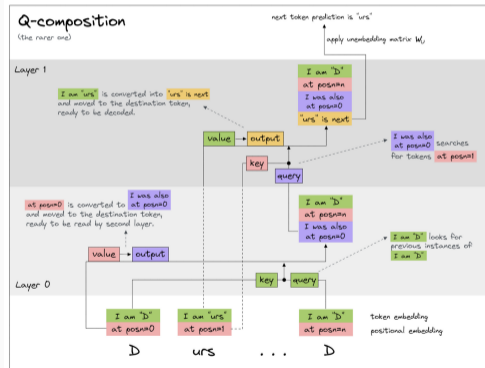 Q-composition
(the rarer one)
next token prediction is "urs"
apply unembedding matrix Wᵤ
Layer 1
I am "D"
at posn=n
I was also
at posn=0
"urs" is next
I am "urs" is converted into "urs" is next
and moved to the destination token,
ready to be decoded.
value
output
key
query
I was also
at posn=0 searches
for tokens at posn=1
at posn=0 is converted to I was also
at posn=0
and moved to the destination token,
ready to be read by second layer.
I am "D"
at posn=n
I was also
at posn=0
value
output
I am "D" looks for
previous instances of
I am "D"
key
query
Layer 0
I am "D"
at posn=0
I am "urs"
at posn=1
I am "D"
at posn=n
token embedding
positional embedding
D
urs
. . .
D